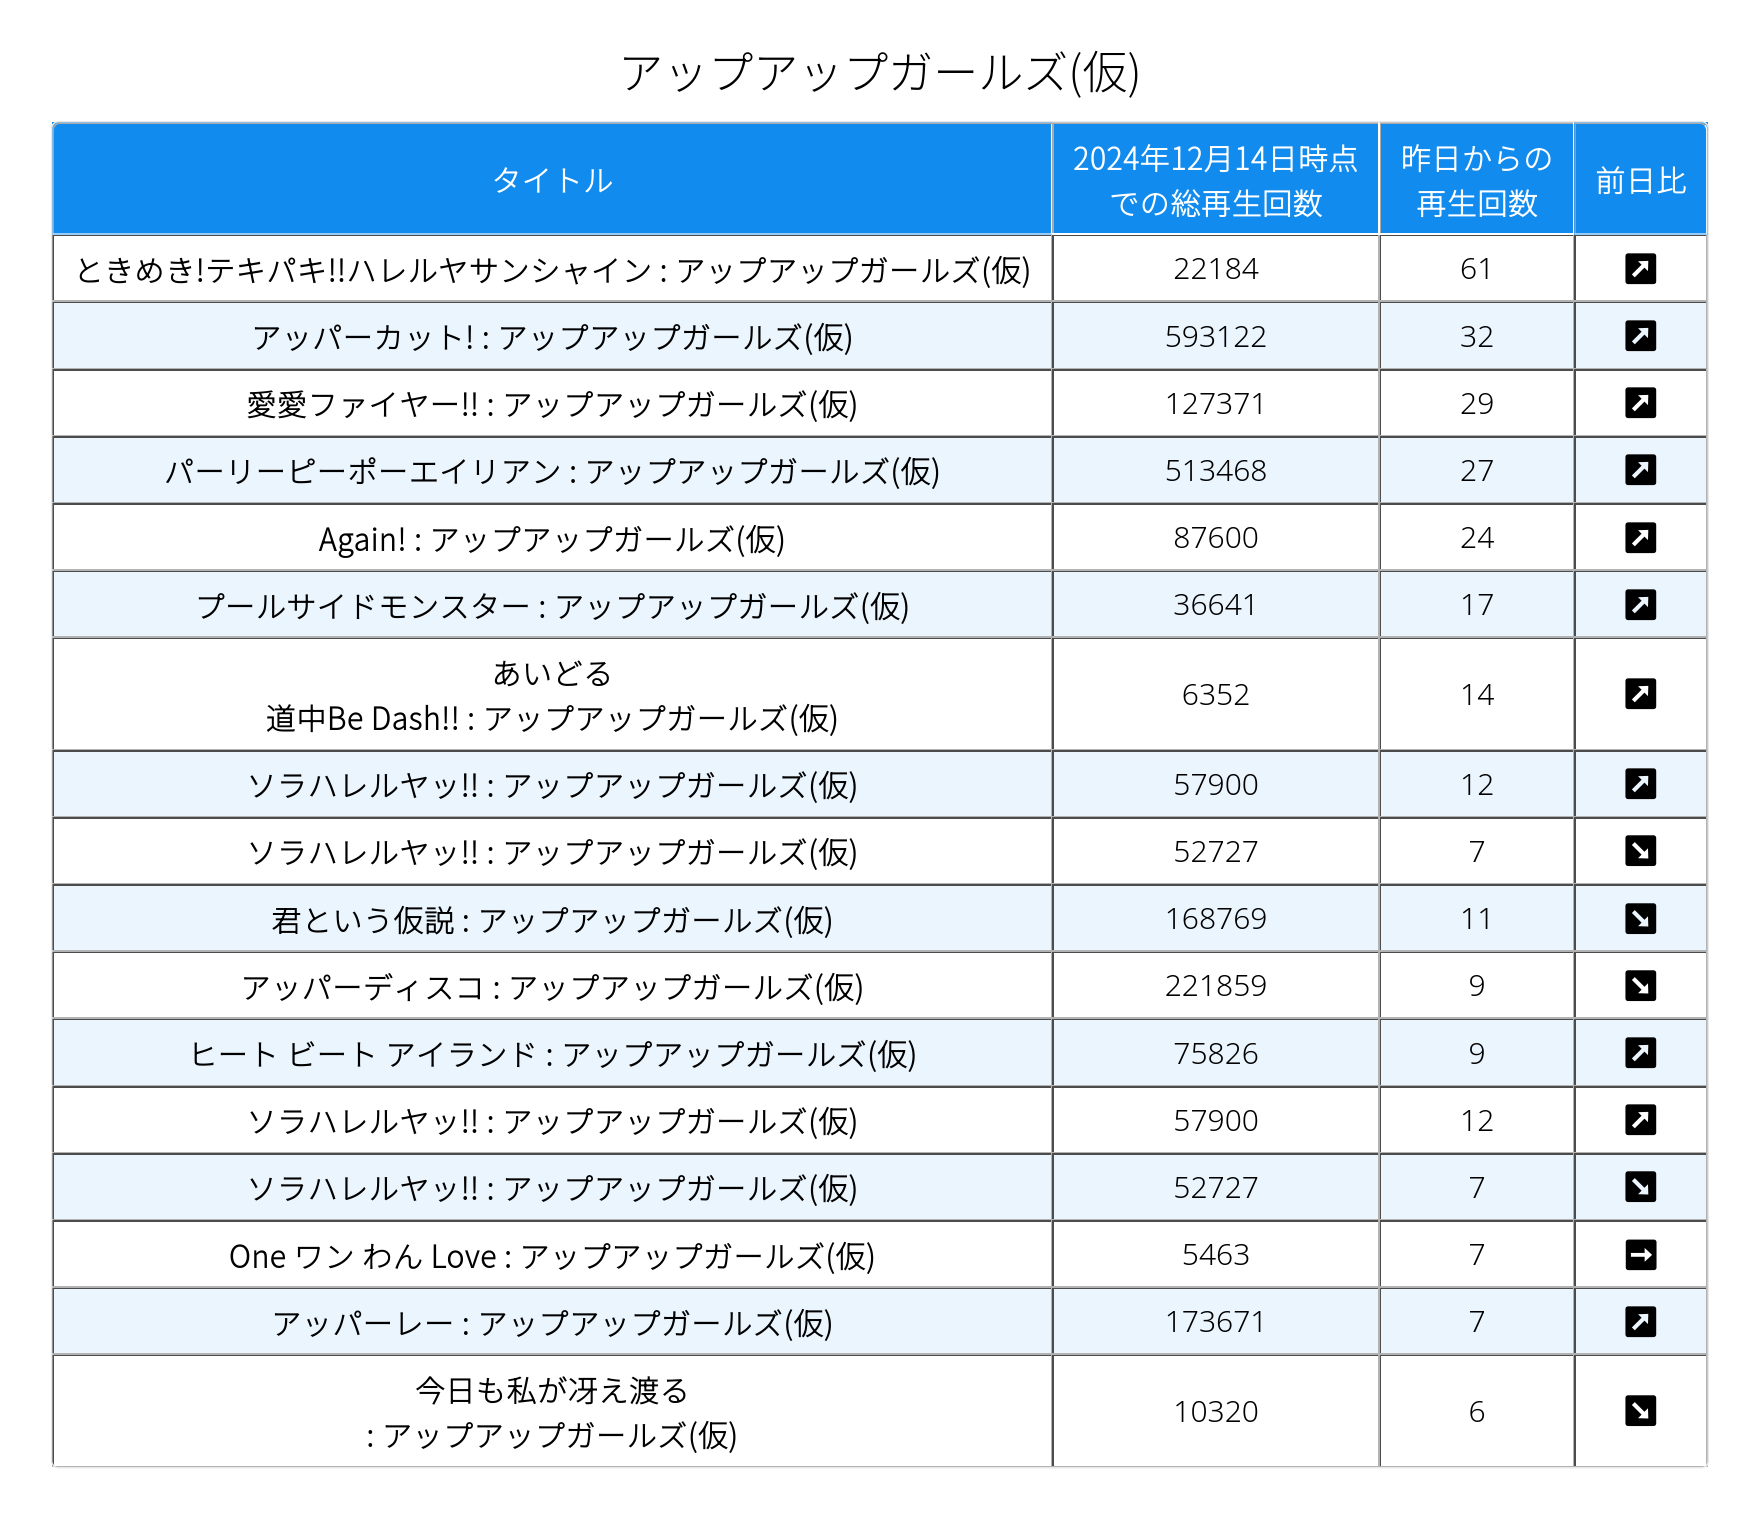 アップアップガールズ(仮)
タイトル
2024年12月14日時点
での総再生回数
昨日からの
再生回数
前日比
ときめき!テキパキ!!ハレルヤサンシャイン : アップアップガールズ(仮) 22184 61 ↗
アッパーカット! : アップアップガールズ(仮) 593122 32 ↗
愛愛ファイヤー!! : アップアップガールズ(仮) 127371 29 ↗
パーリーピーポーエイリアン : アップアップガールズ(仮) 513468 27 ↗
Again! : アップアップガールズ(仮) 87600 24 ↗
プールサイドモンスター : アップアップガールズ(仮) 36641 17 ↗
あいどる
道中Be Dash!! : アップアップガールズ(仮) 6352 14 ↗
ソラハレルヤッ!! : アップアップガールズ(仮) 57900 12 ↗
ソラハレルヤッ!! : アップアップガールズ(仮) 52727 7 ↘
君という仮説 : アップアップガールズ(仮) 168769 11 ↘
アッパーディスコ : アップアップガールズ(仮) 221859 9 ↘
ヒート ビート アイランド : アップアップガールズ(仮) 75826 9 ↗
ソラハレルヤッ!! : アップアップガールズ(仮) 57900 12 ↗
ソラハレルヤッ!! : アップアップガールズ(仮) 52727 7 ↘
One ワン わん Love : アップアップガールズ(仮) 5463 7 →
アッパーレー : アップアップガールズ(仮) 173671 7 ↗
今日も私が冴え渡る
: アップアップガールズ(仮) 10320 6 ↘